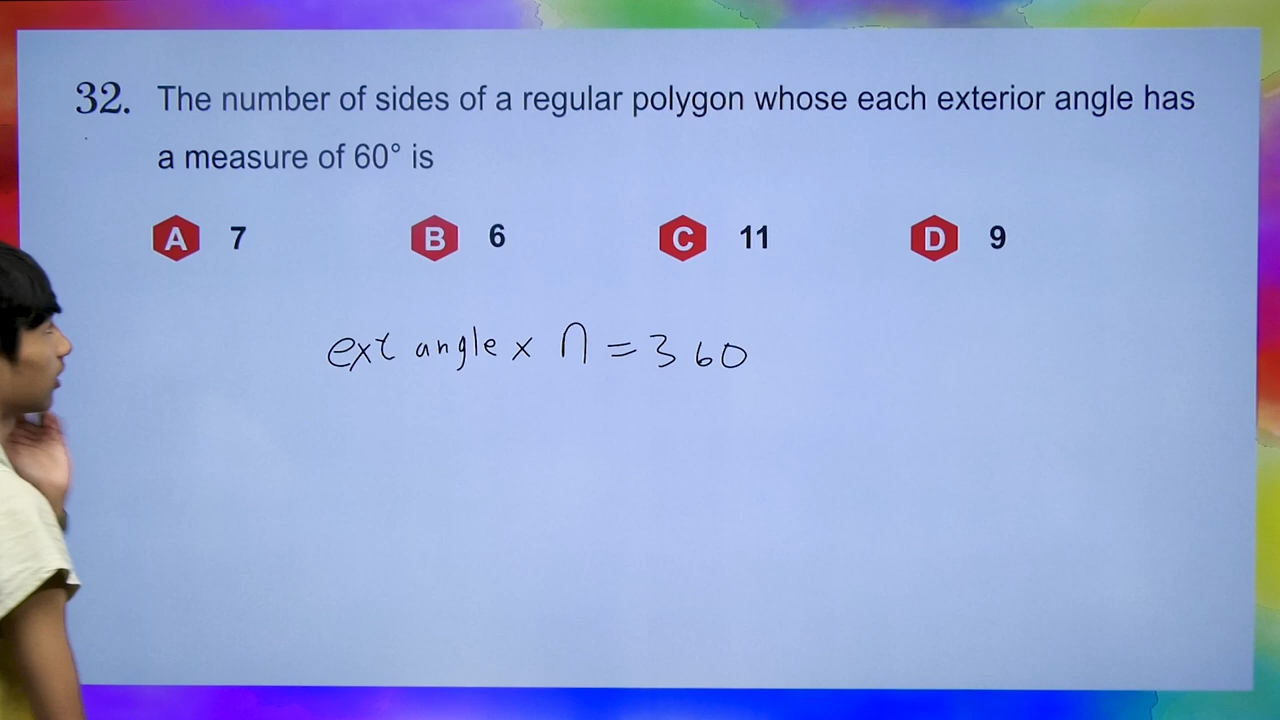 32. The number of sides of a regular polygon whose each exterior angle has
a measure of 60° is
A 7 B 6 C 11 D 9
ext angle x n = 360